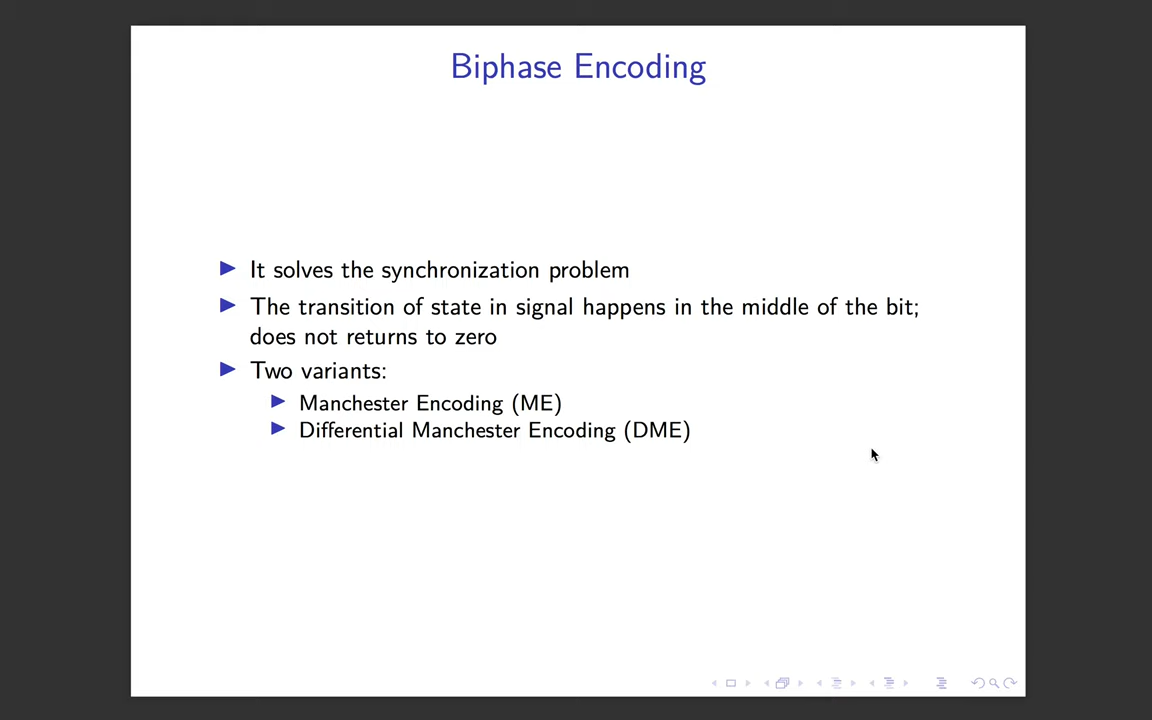 Biphase Encoding
It solves the synchronization problem
The transition of state in signal happens in the middle of the bit;
does not returns to zero
Two variants:
Manchester Encoding (ME)
Differential Manchester Encoding (DME)